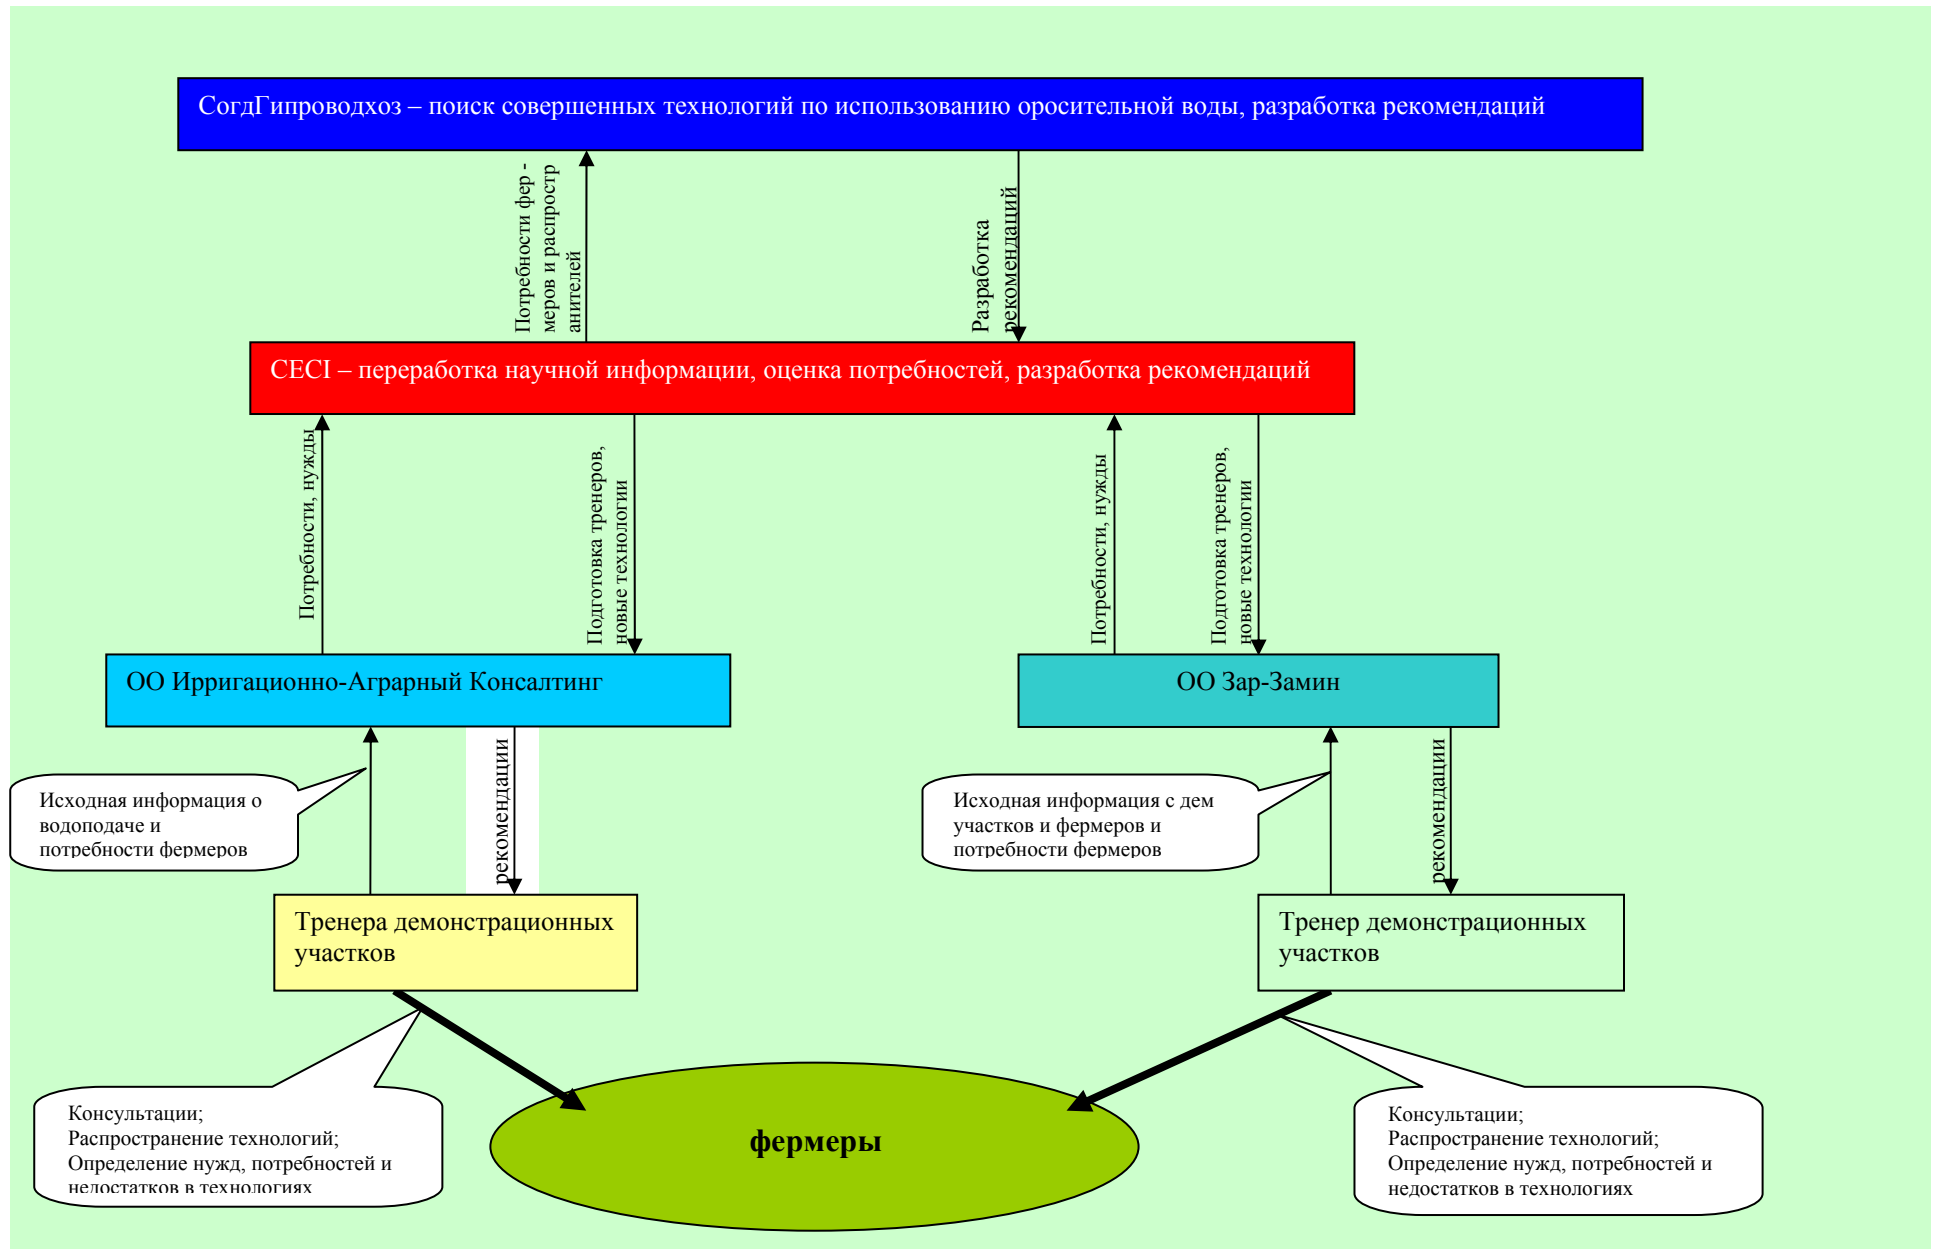 СогдГипроводхоз – поиск совершенных технологий по использованию оросительной воды, разработка рекомендаций
Потребности фер -
меров и распростр
анителей
Разработка
рекомендаций
CECI – переработка научной информации, оценка потребностей, разработка рекомендаций
Потребности, нужды
Подготовка тренеров,
новые технологии
Потребности, нужды
Подготовка тренеров,
новые технологии
ОО Ирригационно-Аграрный Консалтинг
ОО Зар-Замин
Исходная информация о
водоподаче и
потребности фермеров
рекомендации
Исходная информация с дем
участков и фермеров и
потребности фермеров
рекомендации
Тренера демонстрационных
участков
Тренер демонстрационных
участков
Консультации;
Распространение технологий;
Определение нужд, потребностей и
недостатков в технологиях
фермеры
Консультации;
Распространение технологий;
Определение нужд, потребностей и
недостатков в технологиях